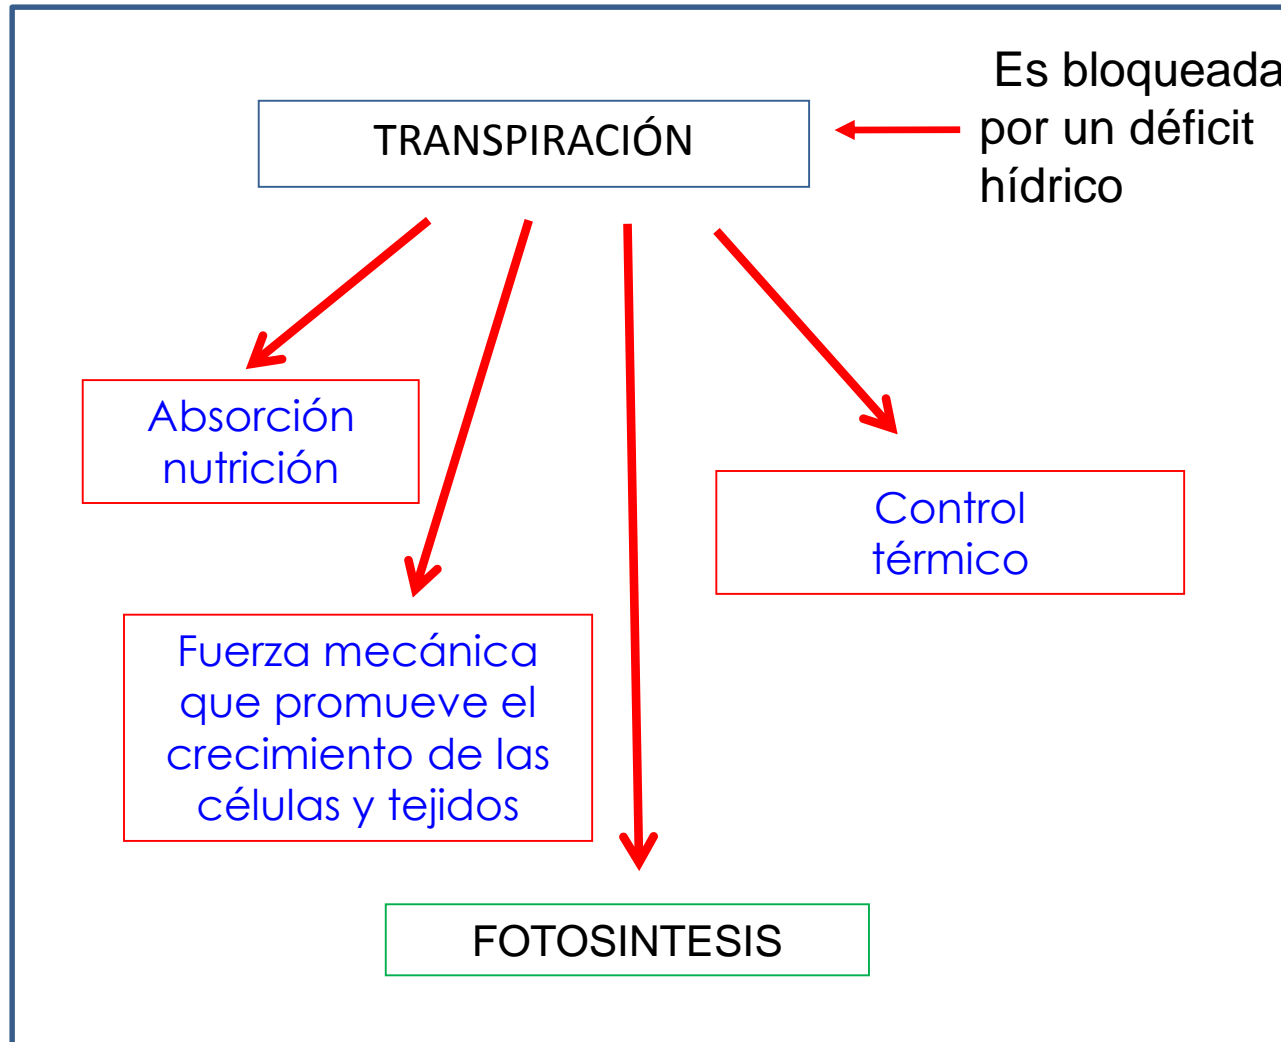 Es bloqueada
por un déficit
hídrico
TRANSPIRACIÓN
Absorción
nutrición
Control
térmico
Fuerza mecánica
que promueve el
crecimiento de las
células y tejidos
FOTOSINTESIS